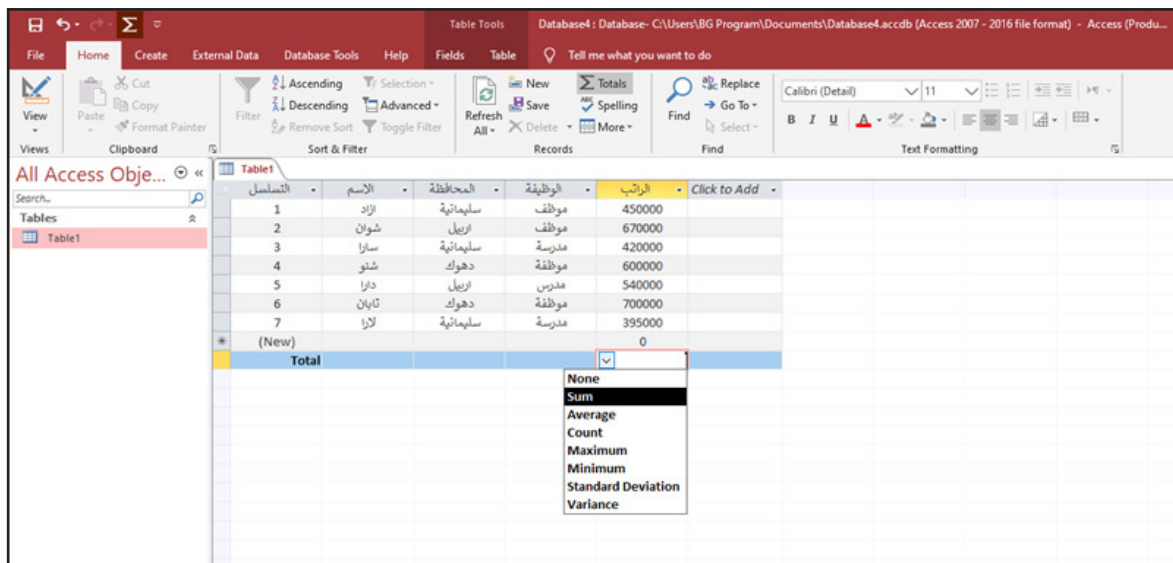 Table Tools Database4 : Database- C:\Users\BG Program\Documents\Database4.accdb (Access 2007 - 2016 file format) - Access (Produ...
File Home Create External Data Database Tools Help Fields Table Tell me what you want to do
View
Paste
Cut
Copy
Format Painter
Filter
Ascending
Descending
Remove Sort
Selection
Advanced
Toggle Filter
Refresh All
New
Save
Delete
Totals
Spelling
More
Find
Replace
Go To
Select
Calibri (Detail) 11
B I U A
Views Clipboard Sort & Filter Records Find Text Formatting
All Access Obje...
Search...
Tables
Table1
Table1
التسلسل الاسم المحافظة الوظيفة الراتب Click to Add
1 ازاد سليمانية موظف 450000
2 شوان اربيل موظف 670000
3 سارا سليمانية مدرسة 420000
4 شنو دهوك موظفة 600000
5 دارا اربيل مدرس 540000
6 تابان دهوك موظفة 700000
7 لارا سليمانية مدرسة 395000
(New) 0
Total
None
Sum
Average
Count
Maximum
Minimum
Standard Deviation
Variance